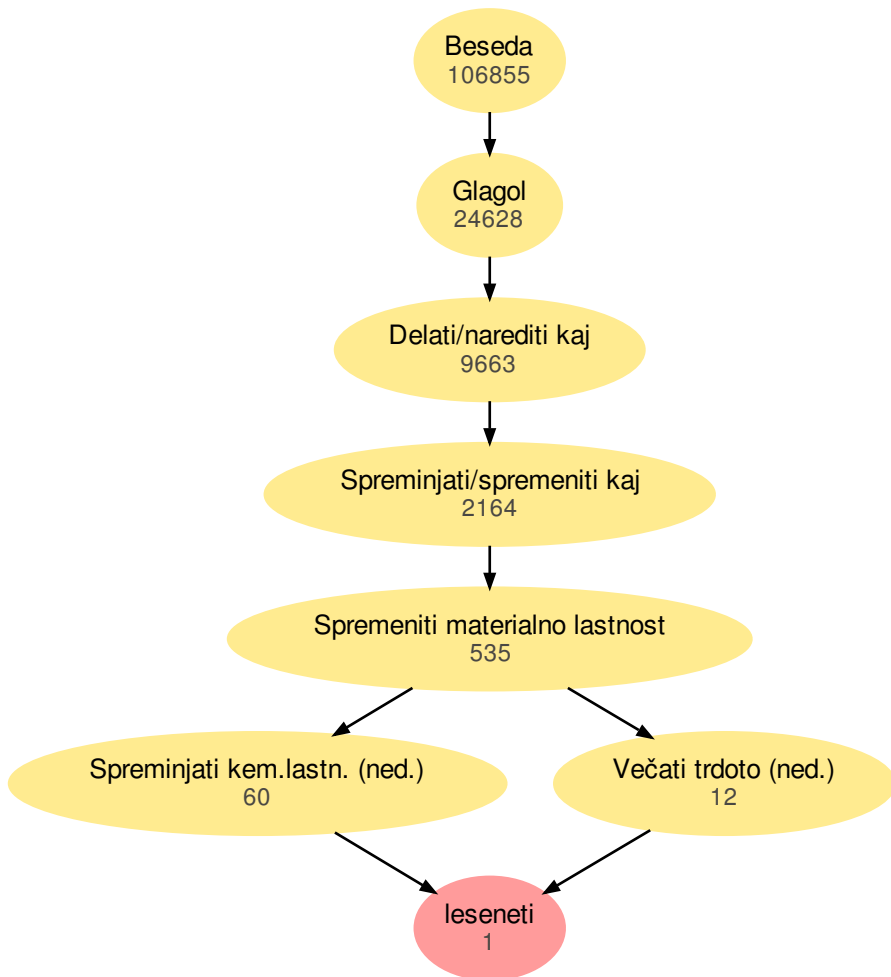 Beseda
106855
Glagol
24628
Delati/narediti kaj
9663
Spreminjati/spremeniti kaj
2164
Spremeniti materialno lastnost
535
Spreminjati kem.lastn. (ned.)
60
Večati trdoto (ned.)
12
leseneti
1